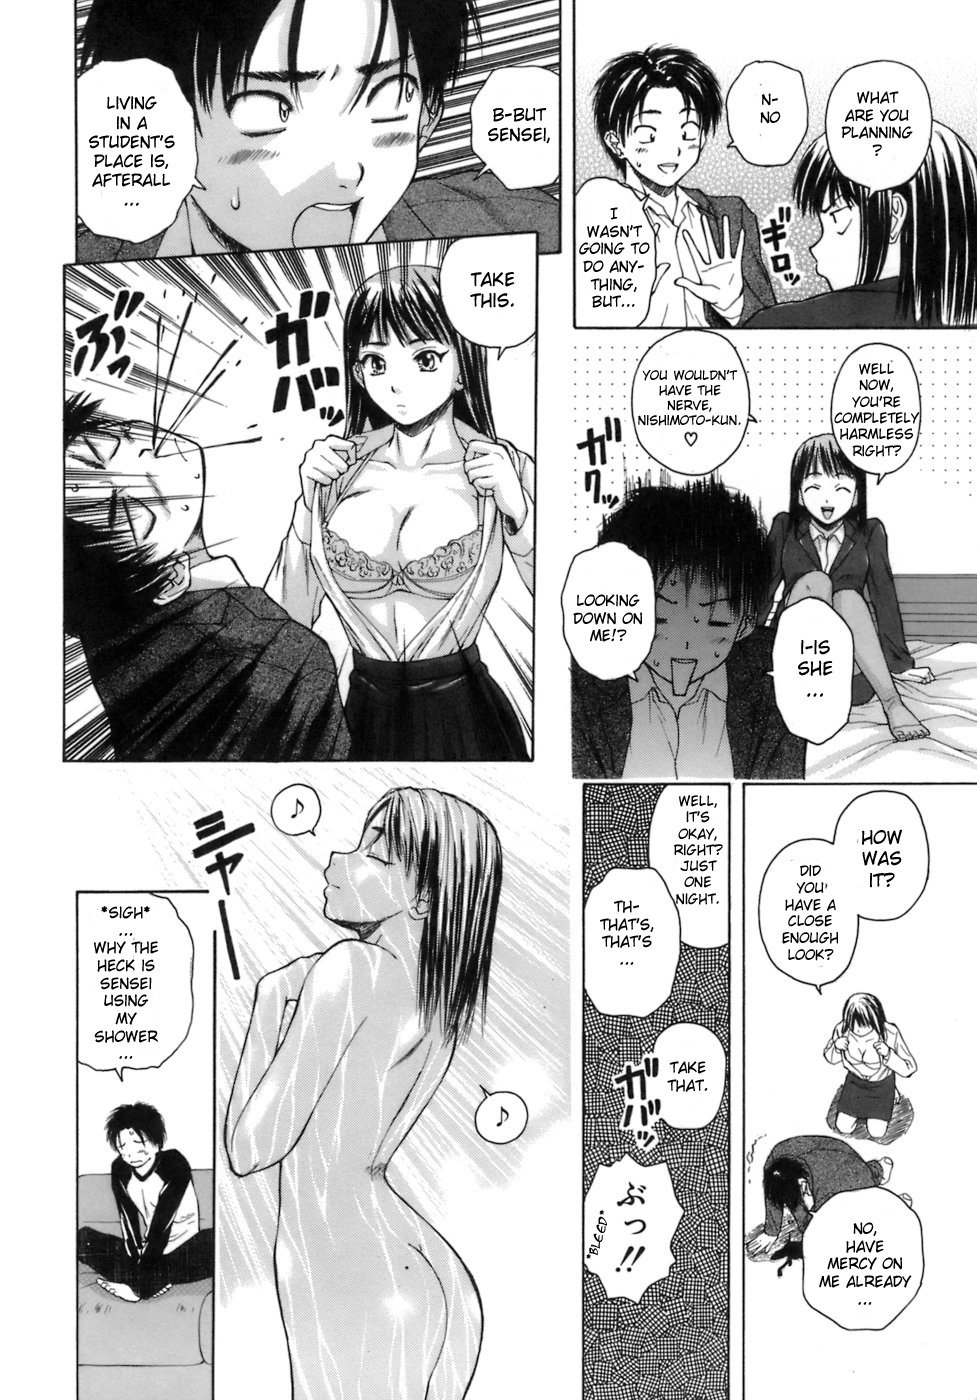 WHAT
ARE YOU
PLANNING
?
N-
NO
I
WASN'T
GOING TO
DO ANY-
THING,
BUT...
ギロッ
WELL
NOW,
YOU'RE
COMPLETELY
HARMLESS
RIGHT?
YOU WOULDN'T
HAVE THE
NERVE,
NISHIMOTO-KUN.
♡
ガクッ
I-IS
SHE
...
LOOKING
DOWN ON
ME!?
B-BUT
SENSEI,
LIVING
IN A
STUDENT'S
PLACE IS,
AFTERALL
...
TAKE
THIS.
ガバッ
ぶっ
HOW
WAS
IT?
DID
YOU
HAVE A
CLOSE
ENOUGH
LOOK?
NO,
HAVE
MERCY ON
ME ALREADY
...
WELL,
IT'S
OKAY,
RIGHT?
JUST
ONE
NIGHT.
TH-
THAT'S,
THAT'S
...
TAKE
THAT.
ガバッ
ぶっ!!
*BLEED*
♪
シャー
♪
*SIGH*
...
WHY THE
HECK IS
SENSEI
USING
MY
SHOWER
...